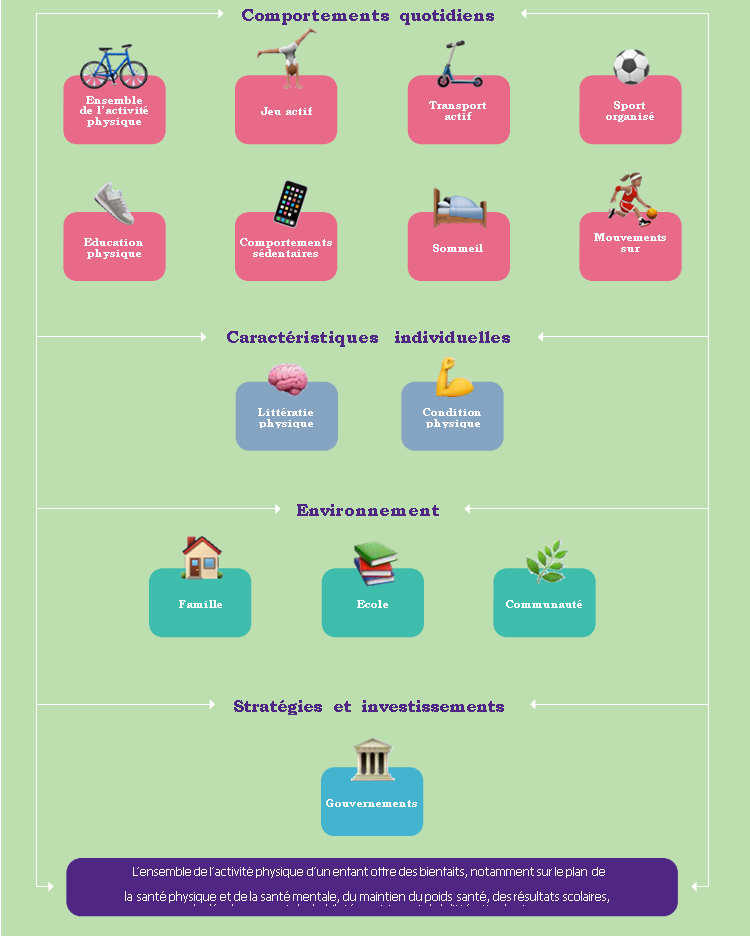 Comportements quotidiens
Ensemble
de l'activité
physique
Jeu actif
Transport
actif
Sport
organisé
Education
physique
Comportements
sédentaires
Sommeil
Mouvements
sur
Caractéristiques individuelles
Littératie
physique
Condition
physique
Environnement
Famille
Ecole
Communauté
Stratégies et investissements
Gouvernements
L'ensemble de l'activité physique d'un enfant offre des bienfaits, notamment sur le plan de
la santé physique et de la santé mentale, du maintien du poids santé, des résultats scolaires,